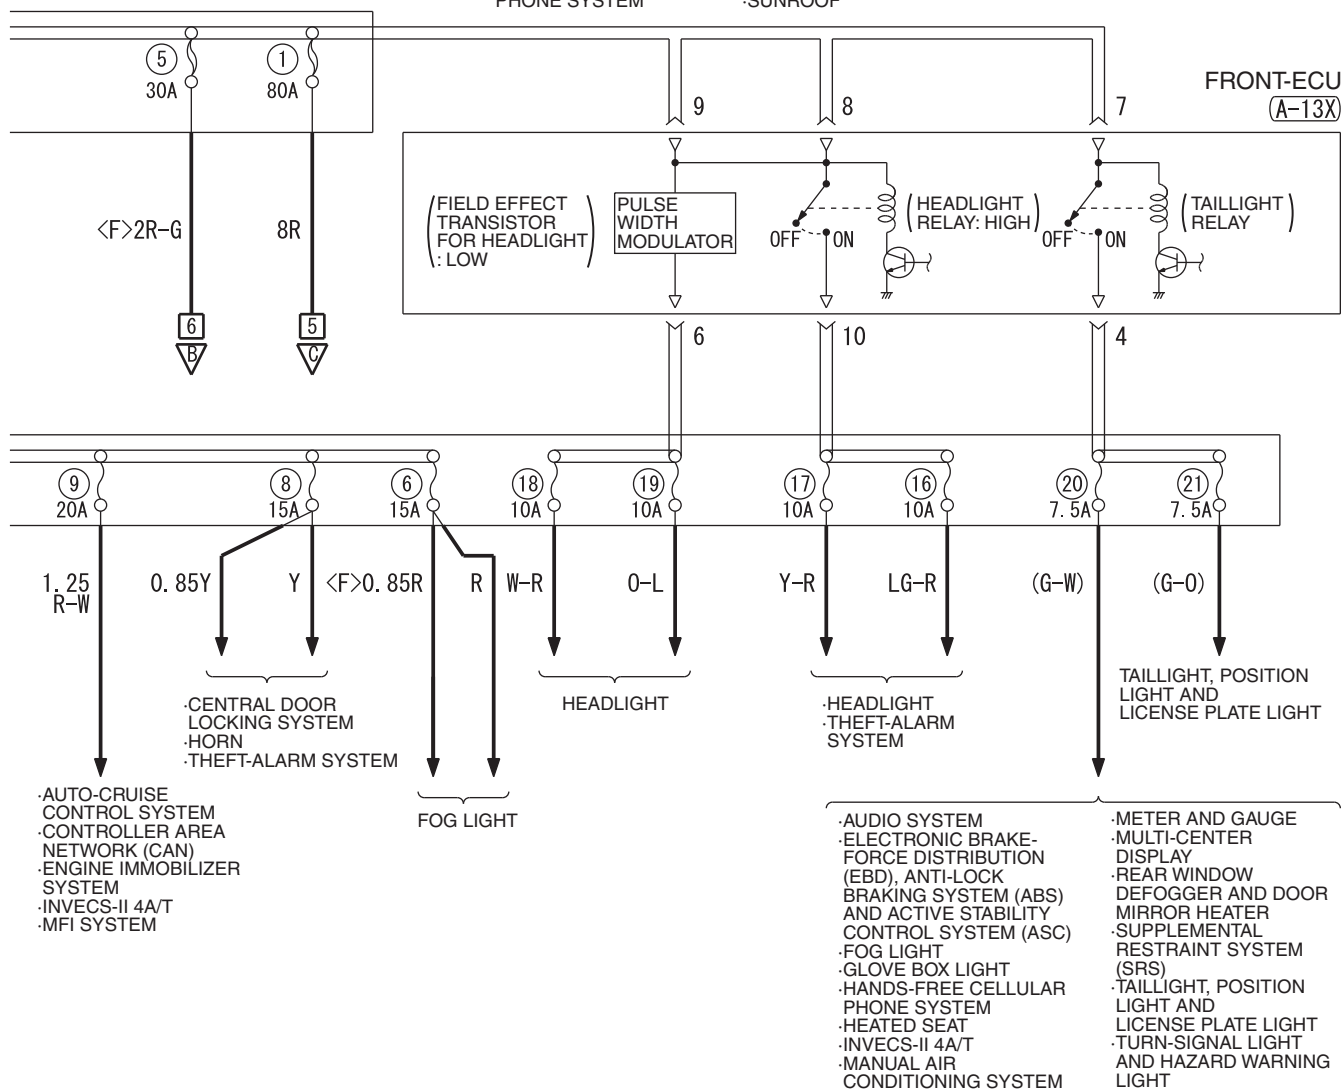 PHONE SYSTEM
·SUNROOF
5
30A
1
80A
9
8
7
FRONT-ECU
A-13X
<F>2R-G
8R
(FIELD EFFECT
TRANSISTOR
FOR HEADLIGHT
: LOW)
PULSE
WIDTH
MODULATOR
OFF
ON
(HEADLIGHT
RELAY: HIGH)
OFF
ON
(TAILLIGHT
RELAY)
6
B
5
C
6
10
4
9
20A
8
15A
6
15A
18
10A
19
10A
17
10A
16
10A
20
7.5A
21
7.5A
1.25
R-W
0.85Y
Y
<F>0.85R
R
W-R
O-L
Y-R
LG-R
(G-W)
(G-O)
·CENTRAL DOOR
LOCKING SYSTEM
·HORN
·THEFT-ALARM SYSTEM
HEADLIGHT
·HEADLIGHT
·THEFT-ALARM
SYSTEM
TAILLIGHT, POSITION
LIGHT AND
LICENSE PLATE LIGHT
·AUTO-CRUISE
CONTROL SYSTEM
·CONTROLLER AREA
NETWORK (CAN)
·ENGINE IMMOBILIZER
SYSTEM
·INVECS-II 4A/T
·MFI SYSTEM
FOG LIGHT
·AUDIO SYSTEM
·ELECTRONIC BRAKE-
FORCE DISTRIBUTION
(EBD), ANTI-LOCK
BRAKING SYSTEM (ABS)
AND ACTIVE STABILITY
CONTROL SYSTEM (ASC)
·FOG LIGHT
·GLOVE BOX LIGHT
·HANDS-FREE CELLULAR
PHONE SYSTEM
·HEATED SEAT
·INVECS-II 4A/T
·MANUAL AIR
CONDITIONING SYSTEM
·METER AND GAUGE
·MULTI-CENTER
DISPLAY
·REAR WINDOW
DEFOGGER AND DOOR
MIRROR HEATER
·SUPPLEMENTAL
RESTRAINT SYSTEM
(SRS)
·TAILLIGHT, POSITION
LIGHT AND
LICENSE PLATE LIGHT
·TURN-SIGNAL LIGHT
AND HAZARD WARNING
LIGHT